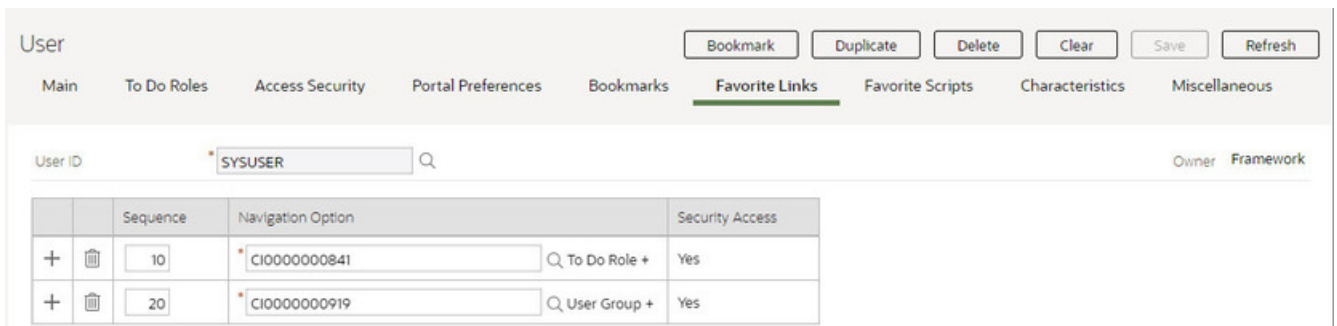 User
Bookmark Duplicate Delete Clear Save Refresh
Main To Do Roles Access Security Portal Preferences Bookmarks Favorite Links Favorite Scripts Characteristics Miscellaneous
User ID * SYSUSER Owner Framework
Sequence Navigation Option Security Access
10 * CI0000000841 To Do Role + Yes
20 * CI0000000919 User Group + Yes